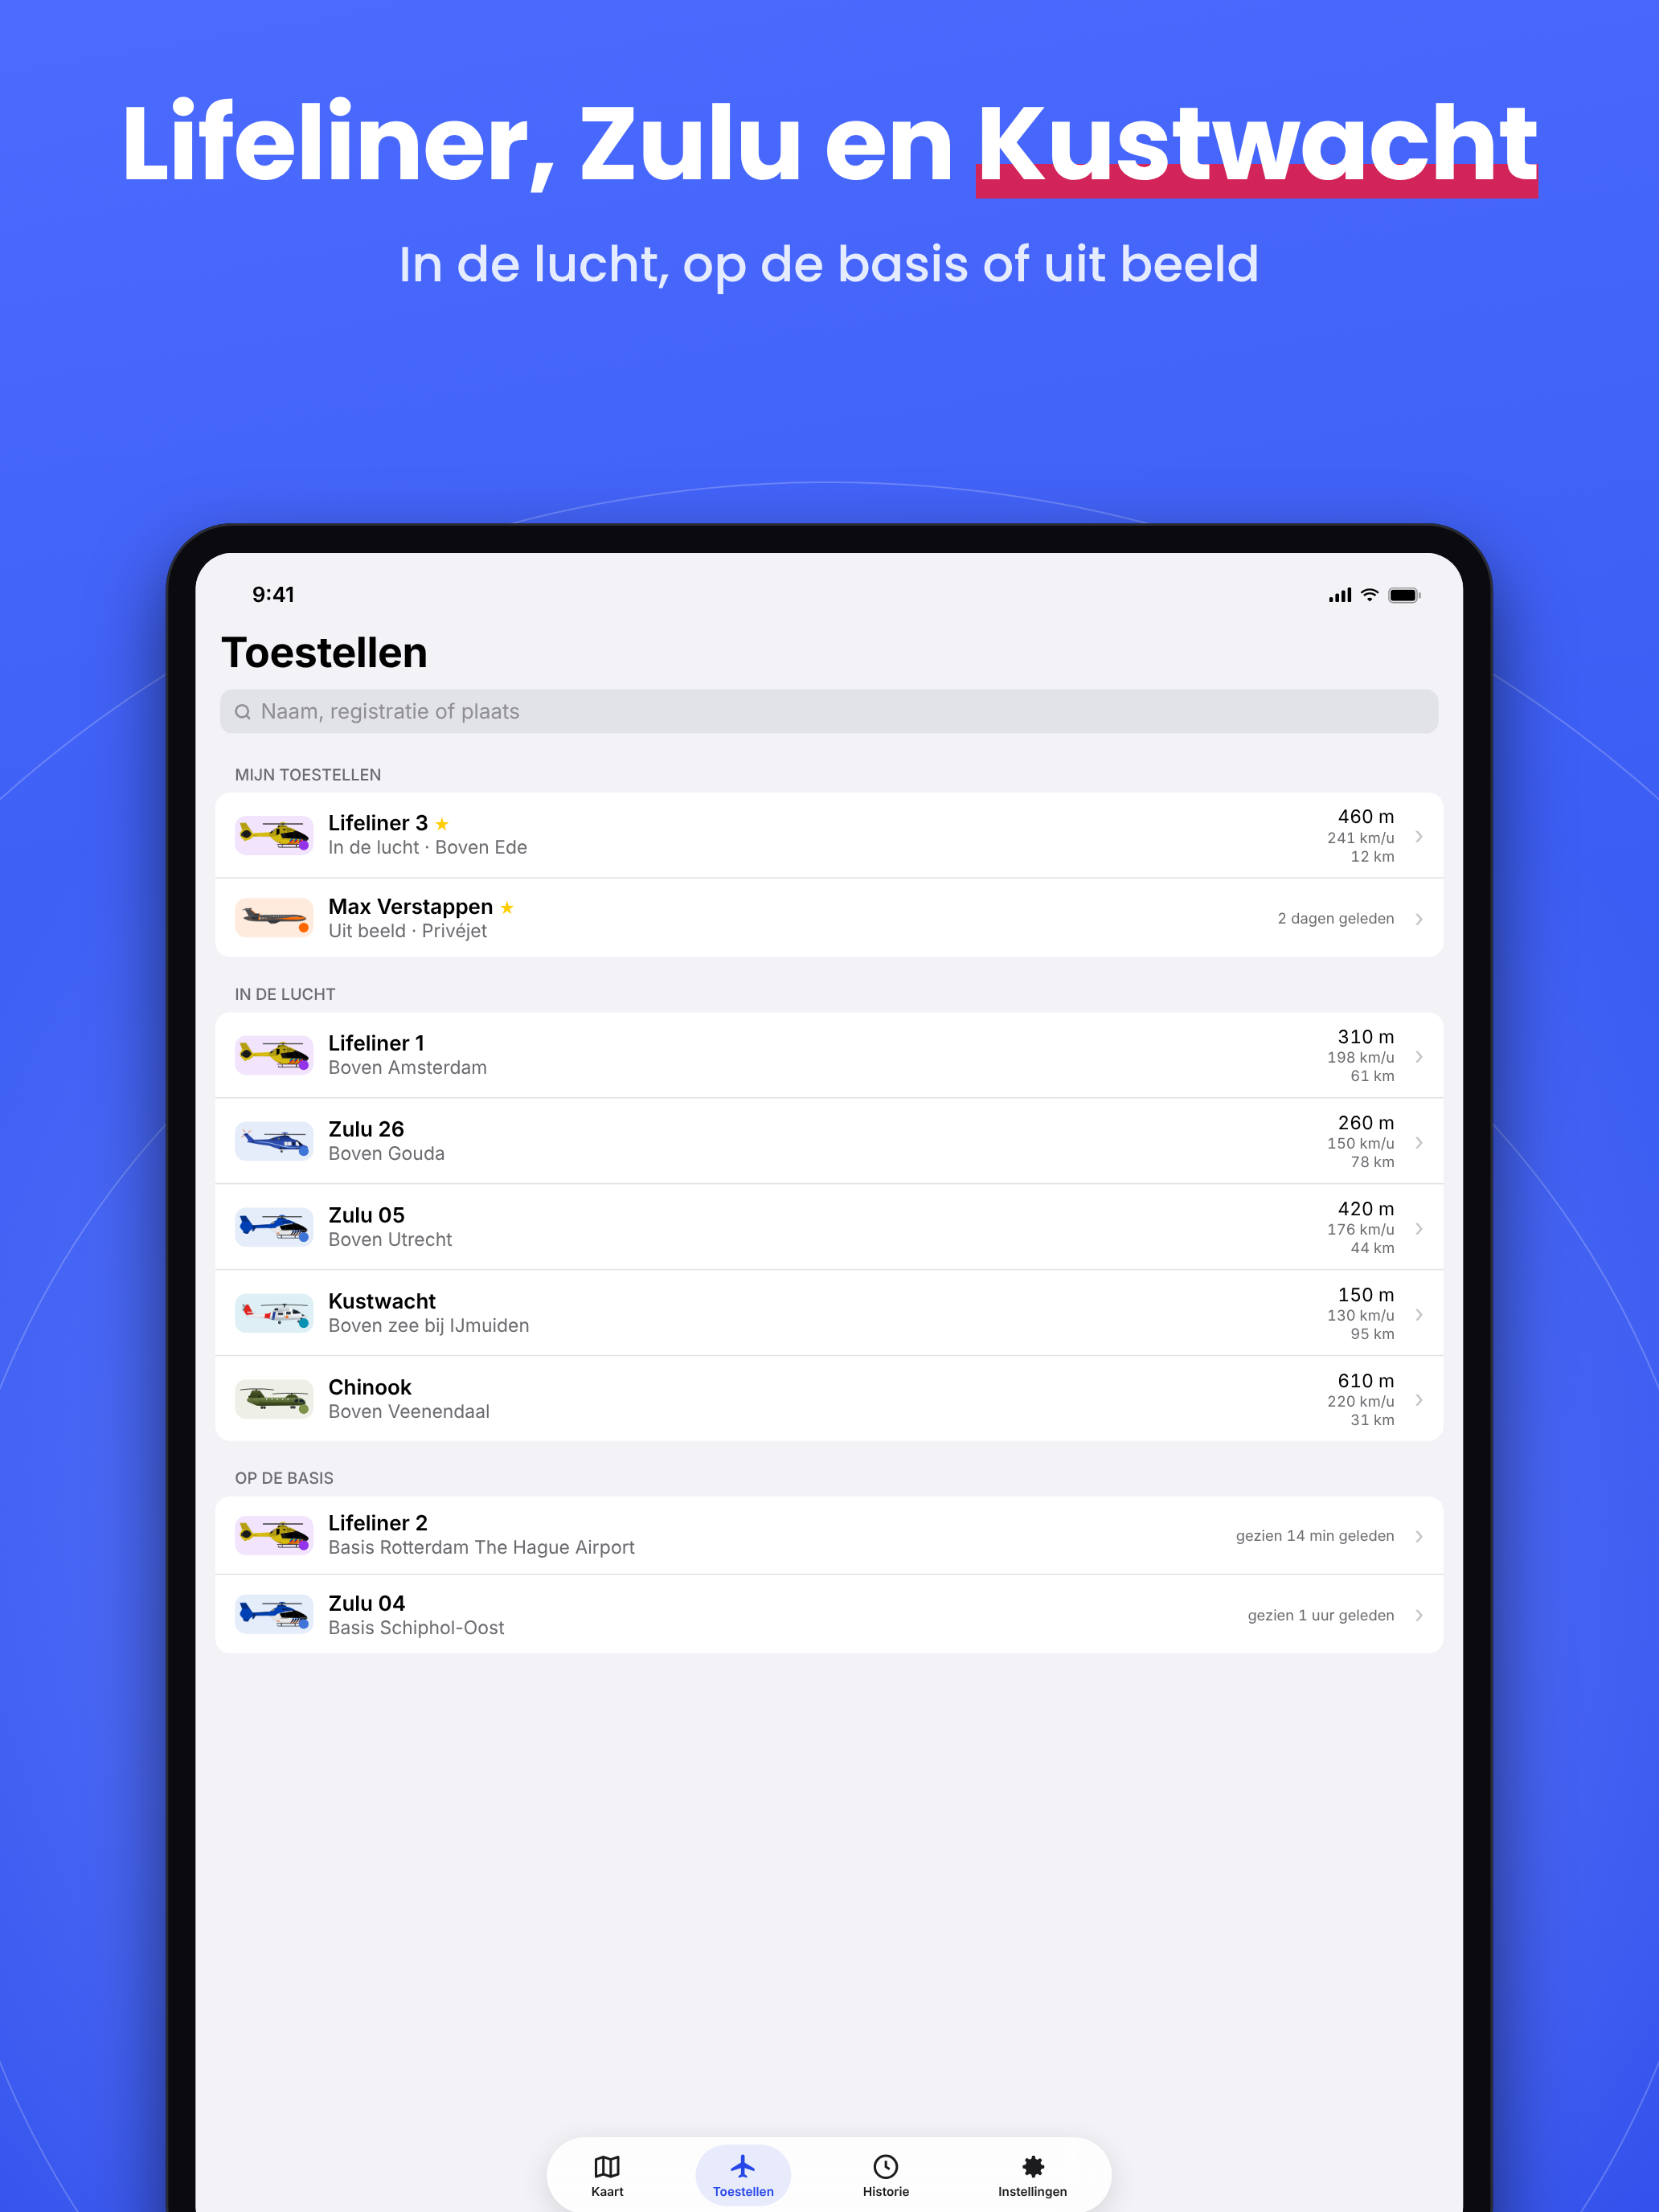 Lifeliner, Zulu en Kustwacht
In de lucht, op de basis of uit beeld
9:41
Toestellen
Naam, registratie of plaats
MIJN TOESTELLEN
Lifeliner 3
In de lucht · Boven Ede
460 m
241 km/u
12 km
Max Verstappen
Uit beeld · Privéjet
2 dagen geleden
IN DE LUCHT
Lifeliner 1
Boven Amsterdam
310 m
198 km/u
61 km
Zulu 26
Boven Gouda
260 m
150 km/u
78 km
Zulu 05
Boven Utrecht
420 m
176 km/u
44 km
Kustwacht
Boven zee bij IJmuiden
150 m
130 km/u
95 km
Chinook
Boven Veenendaal
610 m
220 km/u
31 km
OP DE BASIS
Lifeliner 2
Basis Rotterdam The Hague Airport
gezien 14 min geleden
Zulu 04
Basis Schiphol-Oost
gezien 1 uur geleden
Kaart
Toestellen
Historie
Instellingen